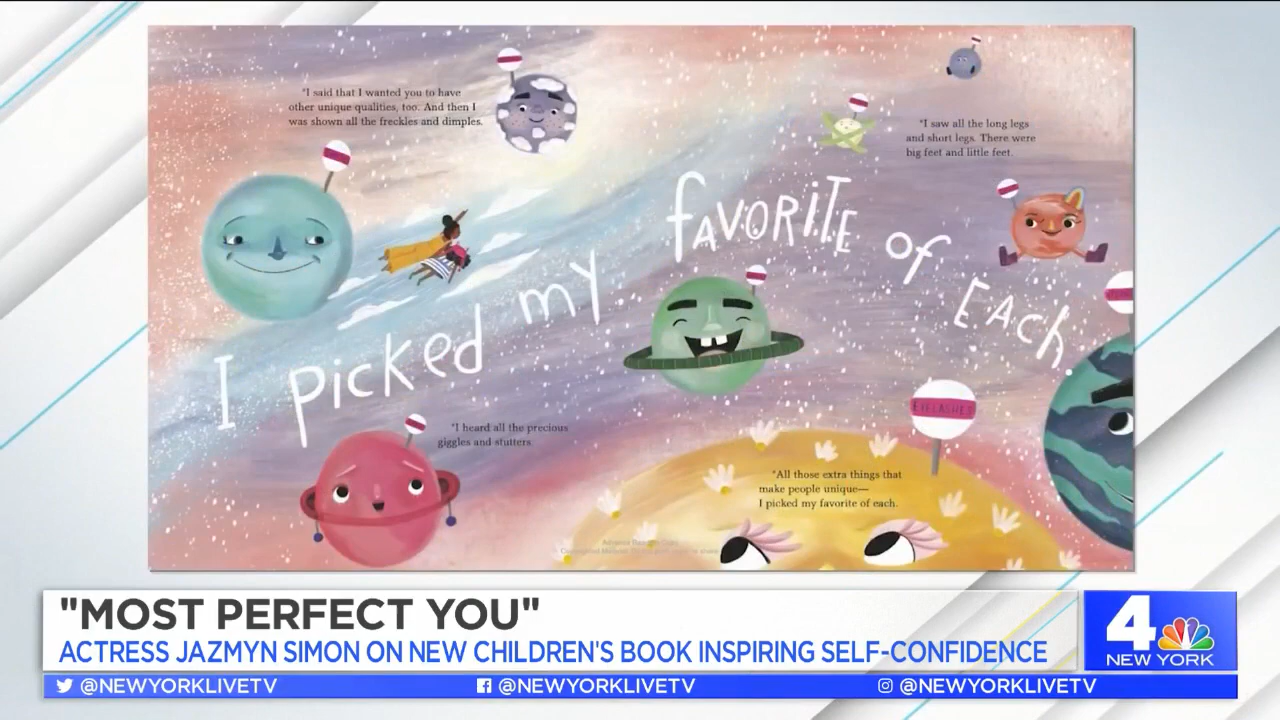 "I said that I wanted you to have
other unique qualities, too. And then I
was shown all the freckles and dimples.
"I saw all the long legs
and short legs. There were
big feet and little feet.
I picked my favorite of each.
"I heard all the precious
giggles and stutters.
EYELASHES
"All those extra things that
make people unique—
I picked my favorite of each.
"MOST PERFECT YOU"
ACTRESS JAZMYN SIMON ON NEW CHILDREN'S BOOK INSPIRING SELF-CONFIDENCE
4
NEW YORK
@NEWYORKLIVETV
@NEWYORKLIVETV
@NEWYORKLIVETV